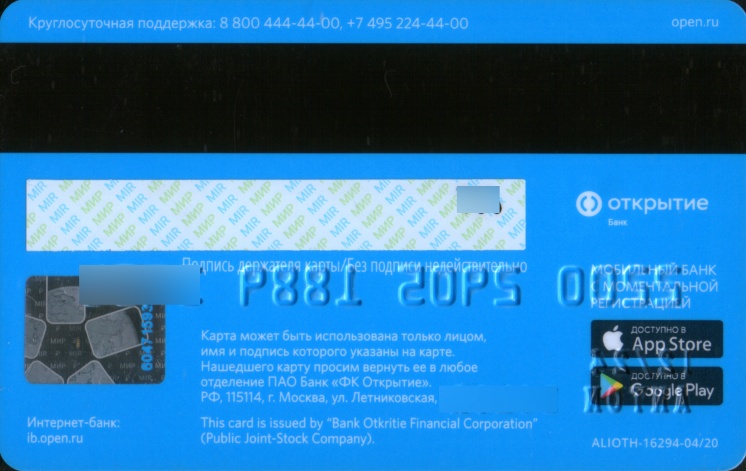 Круглосуточная поддержка: 8 800 444-44-00, +7 495 224-44-00
open.ru
MIR МИР MIR МИР MIR МИР
открытие
Банк
Подпись держателя карты/Без подписи недействительно
МОБИЛЬНЫЙ БАНК
С МОМЕНТАЛЬНОЙ
РЕГИСТРАЦИЕЙ
ДОСТУПНО В
App Store
ДОСТУПНО В
Google Play
Карта может быть использована только лицом,
имя и подпись которого указаны на карте.
Нашедшего карту просим вернуть ее в любое
отделение ПАО Банк «ФК Открытие».
РФ, 115114, г. Москва, ул. Летниковская,
Интернет-банк:
ib.open.ru
This card is issued by "Bank Otkritie Financial Corporation"
(Public Joint-Stock Company).
ALIOTH-16294-04/20